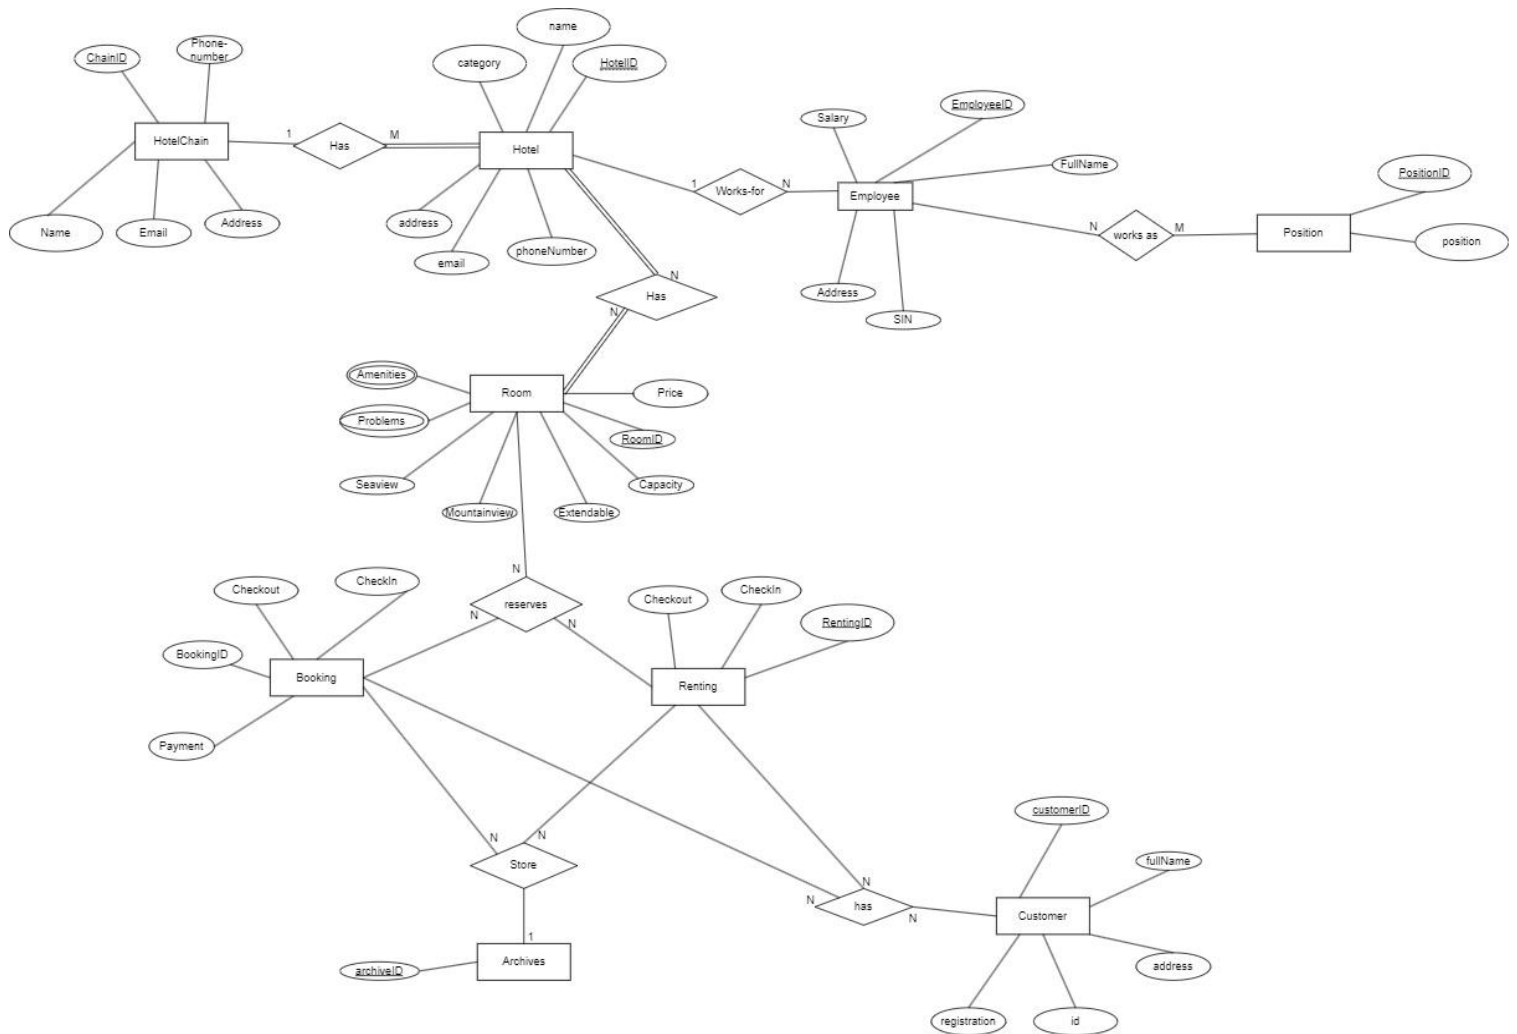 name
Phone-
number
ChainID
category
HotelID
Salary
EmployeeID
HotelChain
1
Has
M
Hotel
FullName
PositionID
1
Works-for
N
Employee
Name
Email
Address
address
email
phoneNumber
N
works as
M
Position
position
Address
SIN
N
Has
N
Amenities
Room
Price
Problems
RoomID
Seaview
Capacity
Mountainview
Extendable
N
reserves
N
N
Checkout
CheckIn
Checkout
CheckIn
RentingID
BookingID
Booking
Renting
Payment
N
N
Store
1
Archives
archiveID
customerID
fullName
N
N
has
N
Customer
address
registration
id